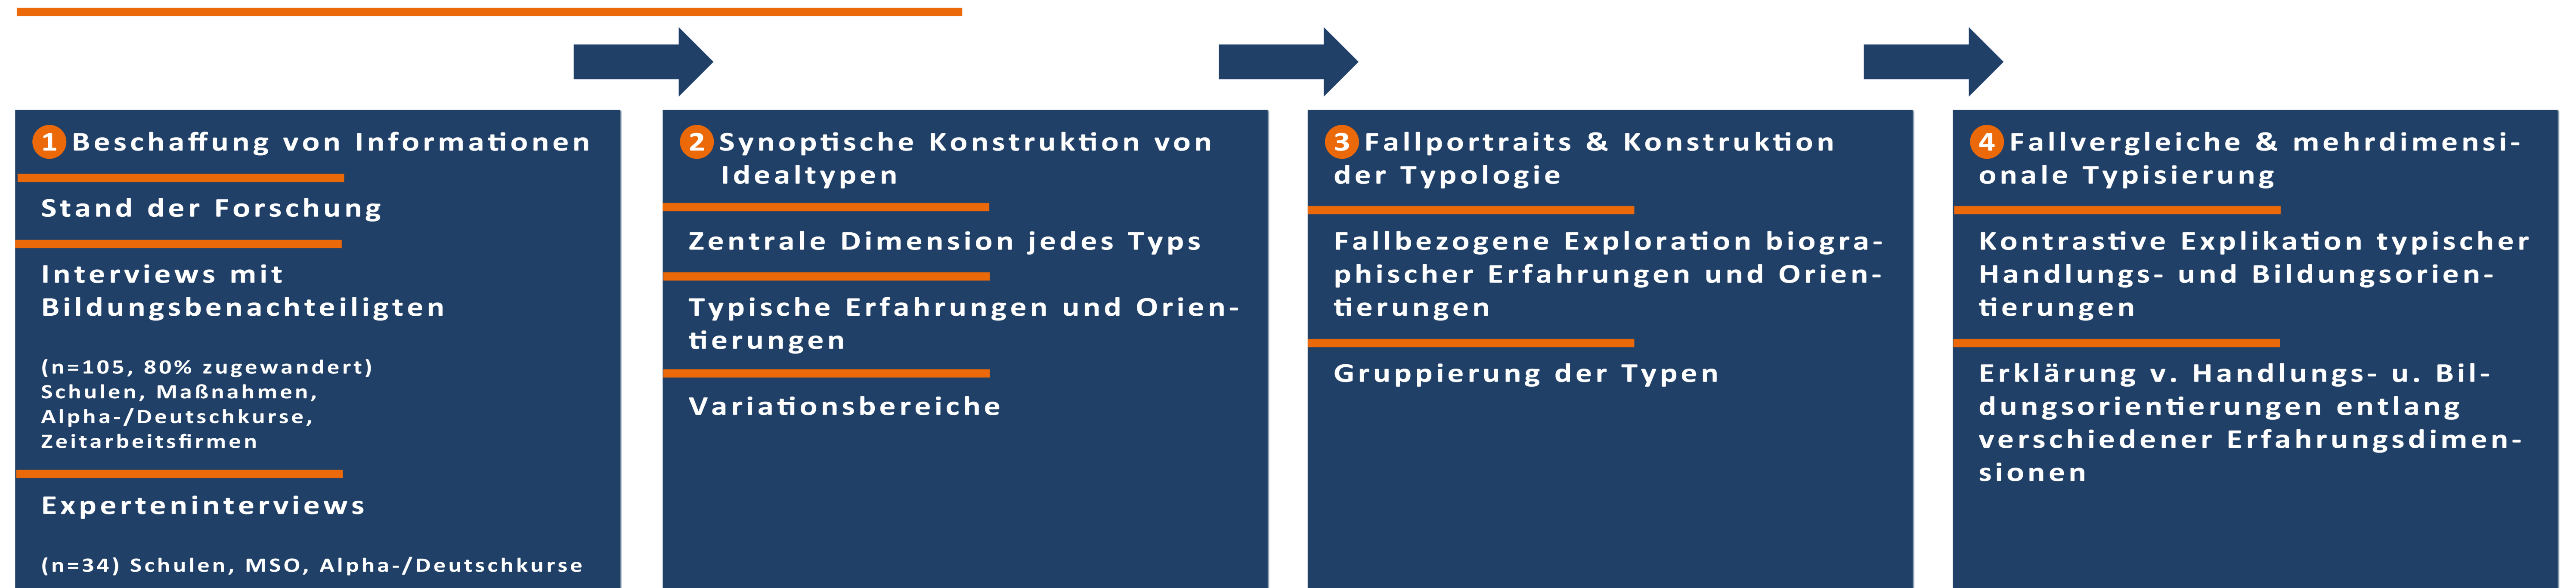 1 Beschaffung von Informationen
Stand der Forschung
Interviews mit
Bildungsbenachteiligten
(n=105, 80% zugewandert)
Schulen, Maßnahmen,
Alpha-/Deutschkurse,
Zeitarbeitsfirmen
Experteninterviews
(n=34) Schulen, MSO, Alpha-/Deutschkurse
2 Synoptische Konstruktion von
Idealtypen
Zentrale Dimension jedes Typs
Typische Erfahrungen und Orien-
tierungen
Variationsbereiche
3 Fallportraits & Konstruktion
der Typologie
Fallbezogene Exploration biogra-
phischer Erfahrungen und Orien-
tierungen
Gruppierung der Typen
4 Fallvergleiche & mehrdimensi-
onale Typisierung
Kontrastive Explikation typischer
Handlungs- und Bildungsorien-
tierungen
Erklärung v. Handlungs- u. Bil-
dungsorientierungen entlang
verschiedener Erfahrungsdimen-
sionen